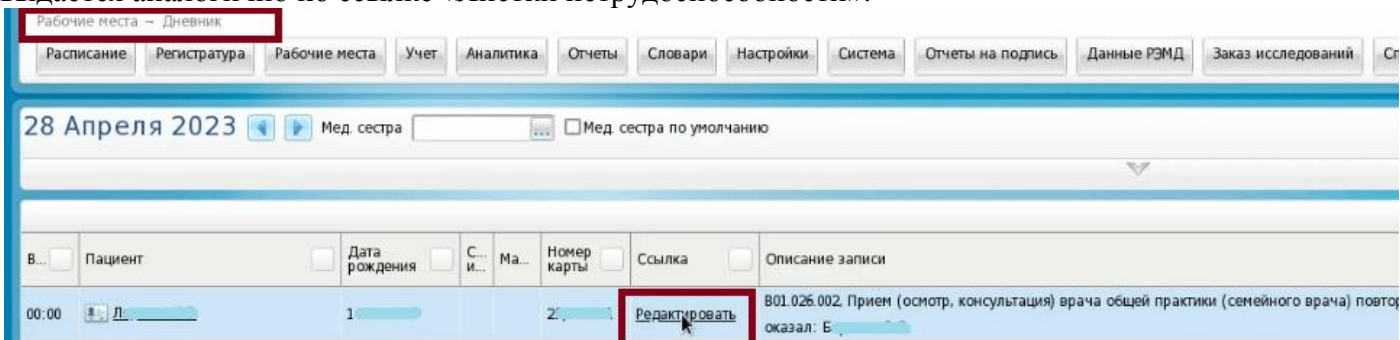 Рабочие места → Дневник
Расписание Регистратура Рабочие места Учет Аналитика Отчеты Словари Настройки Система Отчеты на подпись Данные РЭМД Заказ исследований
28 Апреля 2023 Мед. сестра ... Мед. сестра по умолчанию
В... Пациент Дата рождения С... и... Ма... Номер карты Ссылка Описание записи
00:00 Редактировать B01.026.002, Прием (осмотр, консультация) врача общей практики (семейного врача) повтор
оказал: Б